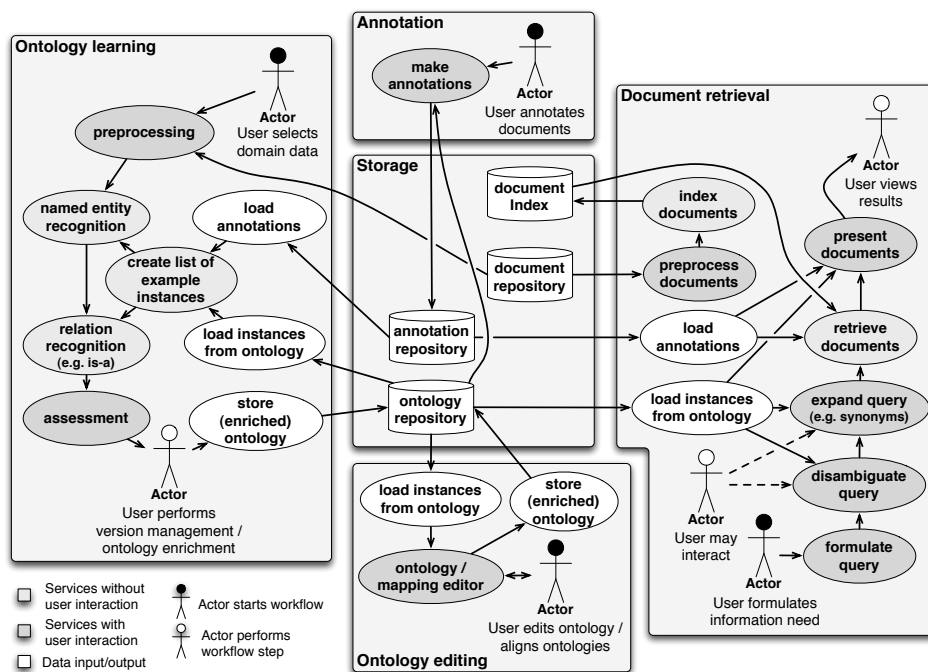 Ontology learning
Actor
User selects
domain data
preprocessing
named entity
recognition
load
annotations
create list of
example
instances
relation
recognition
(e.g. is-a)
load instances
from ontology
assessment
store
(enriched)
ontology
Actor
User performs
version management /
ontology enrichment
Annotation
make
annotations
Actor
User annotates
documents
Storage
document
Index
index
documents
document
repository
preprocess
documents
annotation
repository
load
annotations
ontology
repository
load instances
from ontology
Document retrieval
Actor
User views
results
present
documents
retrieve
documents
expand query
(e.g. synonyms)
disambiguate
query
Actor
User may
interact
formulate
query
Actor
User formulates
information need
load instances
from ontology
store
(enriched)
ontology
ontology /
mapping editor
Actor
User edits ontology /
aligns ontologies
Ontology editing
Services without
user interaction
Services with
user interaction
Data input/output
Actor starts workflow
Actor performs
workflow step